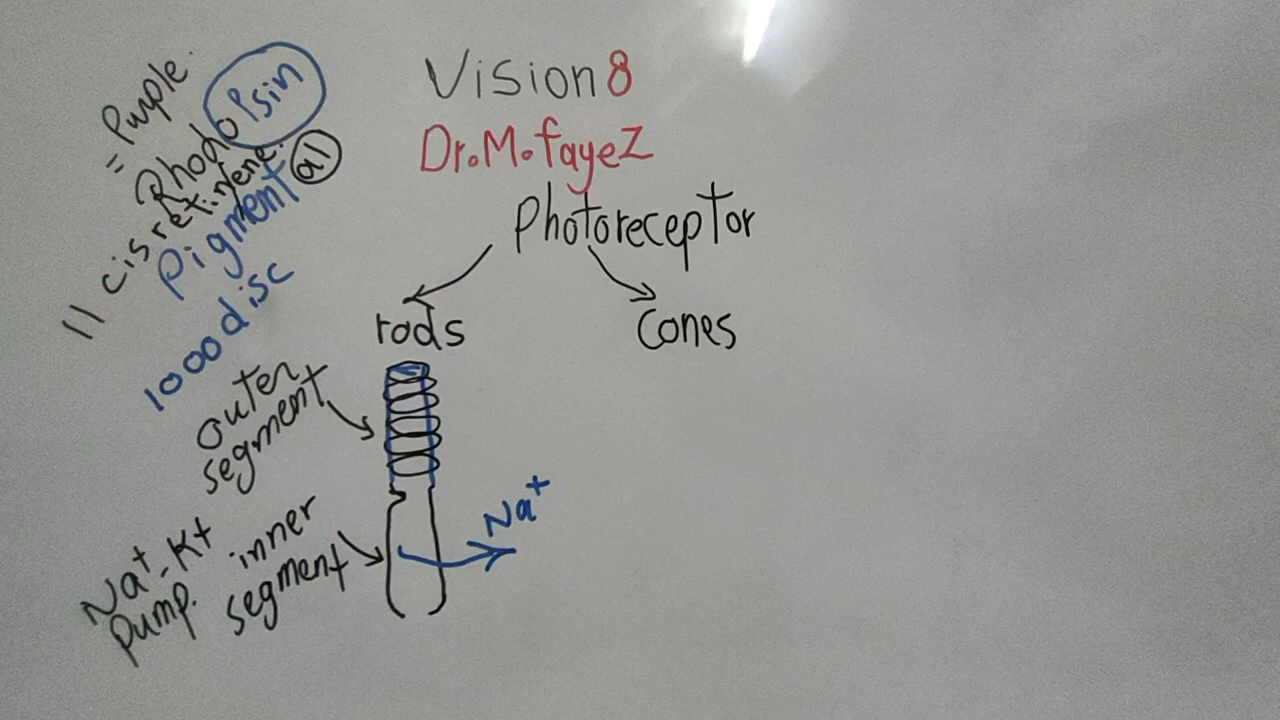 Vision 8
Dr. M. fayez
Photoreceptor
rods
Cones
= Purple.
Rhodopsin
11 cis retinene. al
Pigment
1000 disc
outer
segment
inner
segment
Na+-K+
Pump.
Na+